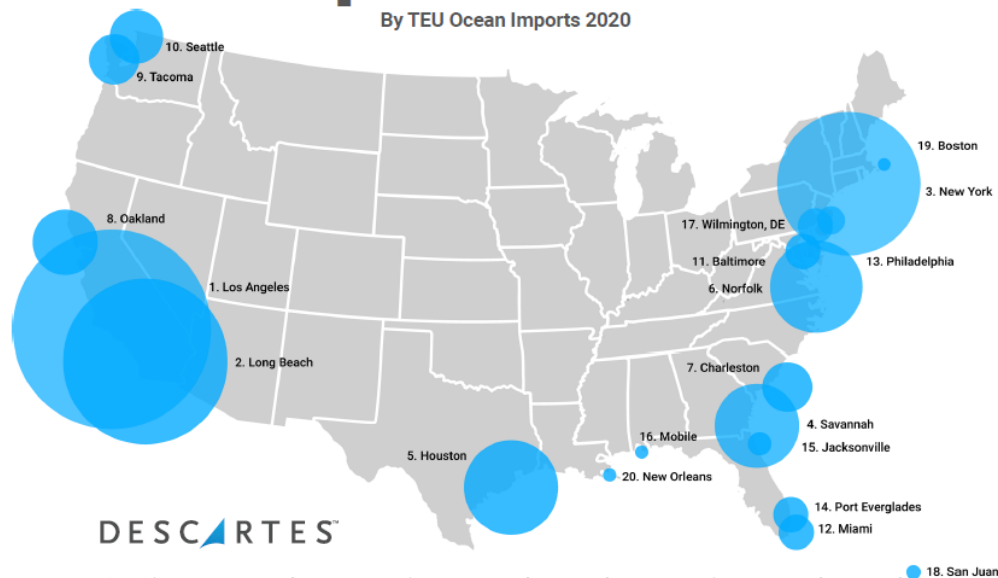 By TEU Ocean Imports 2020
10. Seattle
9. Tacoma
19. Boston
3. New York
8. Oakland
17. Wilmington, DE
11. Baltimore
13. Philadelphia
1. Los Angeles
6. Norfolk
2. Long Beach
7. Charleston
4. Savannah
16. Mobile
15. Jacksonville
5. Houston
20. New Orleans
14. Port Everglades
12. Miami
DESCARTES™
18. San Juan